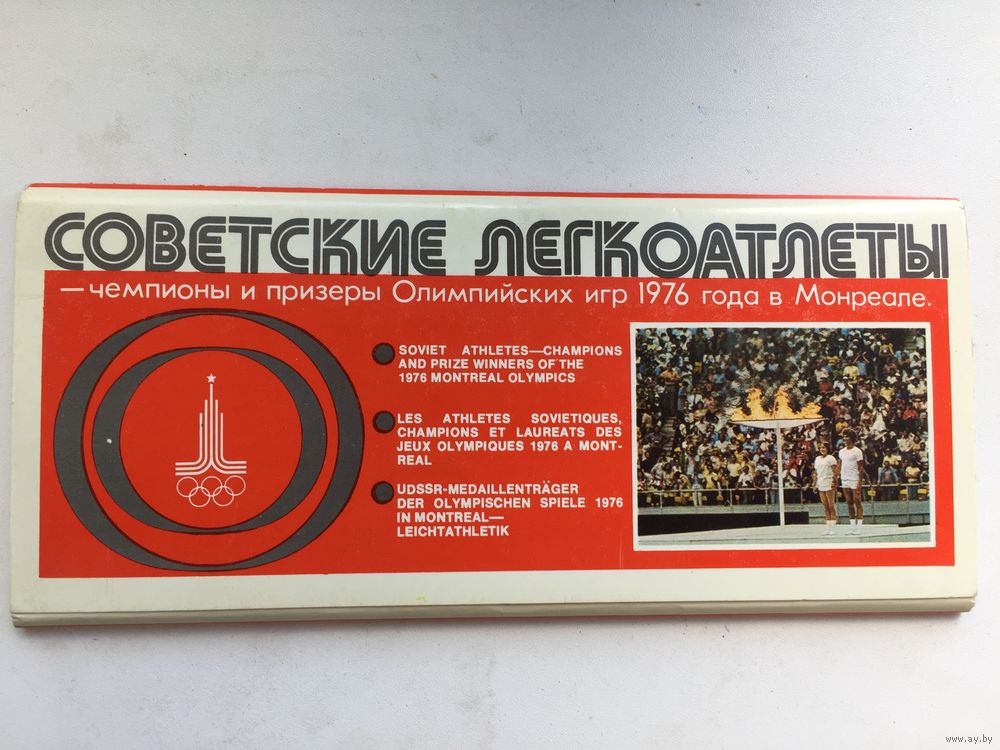 СОВЕТСКИЕ ЛЕГКОАТЛЕТЫ
—чемпионы и призеры Олимпийских игр 1976 года в Монреале.
SOVIET ATHLETES—CHAMPIONS
AND PRIZE WINNERS OF THE
1976 MONTREAL OLYMPICS
LES ATHLETES SOVIETIQUES,
CHAMPIONS ET LAUREATS DES
JEUX OLYMPIQUES 1976 A MONT-
REAL
UDSSR-MEDAILLENTRÄGER
DER OLYMPISCHEN SPIELE 1976
IN MONTREAL—
LEICHTATHLETIK
www.ay.by